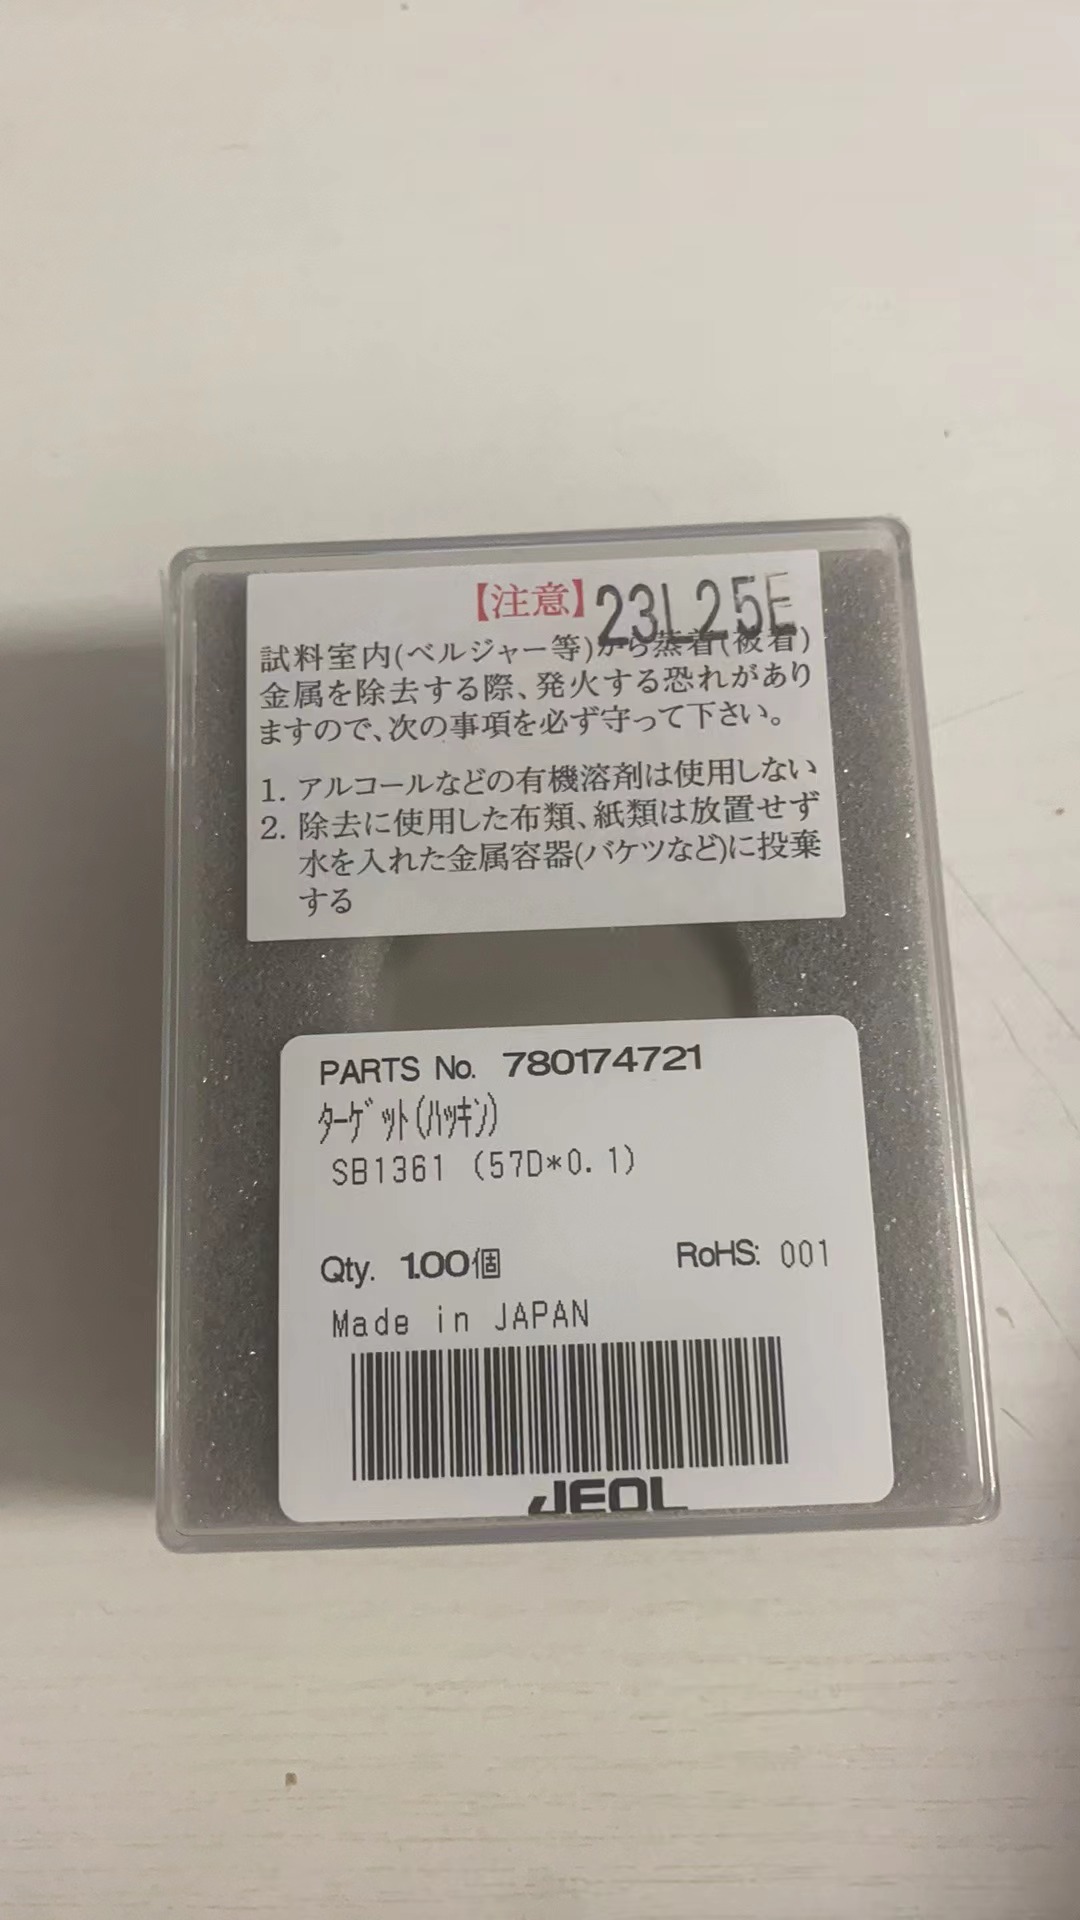 【注意】 23L25E
試料室内(ベルジャー等)から蒸着(被着)
金属を除去する際、発火する恐れがあり
ますので、次の事項を必ず守って下さい。
1. アルコールなどの有機溶剤は使用しない
2. 除去に使用した布類、紙類は放置せず
水を入れた金属容器(バケツなど)に投棄
する
PARTS No. 780174721
ターゲット(ハッキン)
SB1361 (57D*0.1)
Qty. 1.00個 RoHS: 001
Made in JAPAN
JEOL